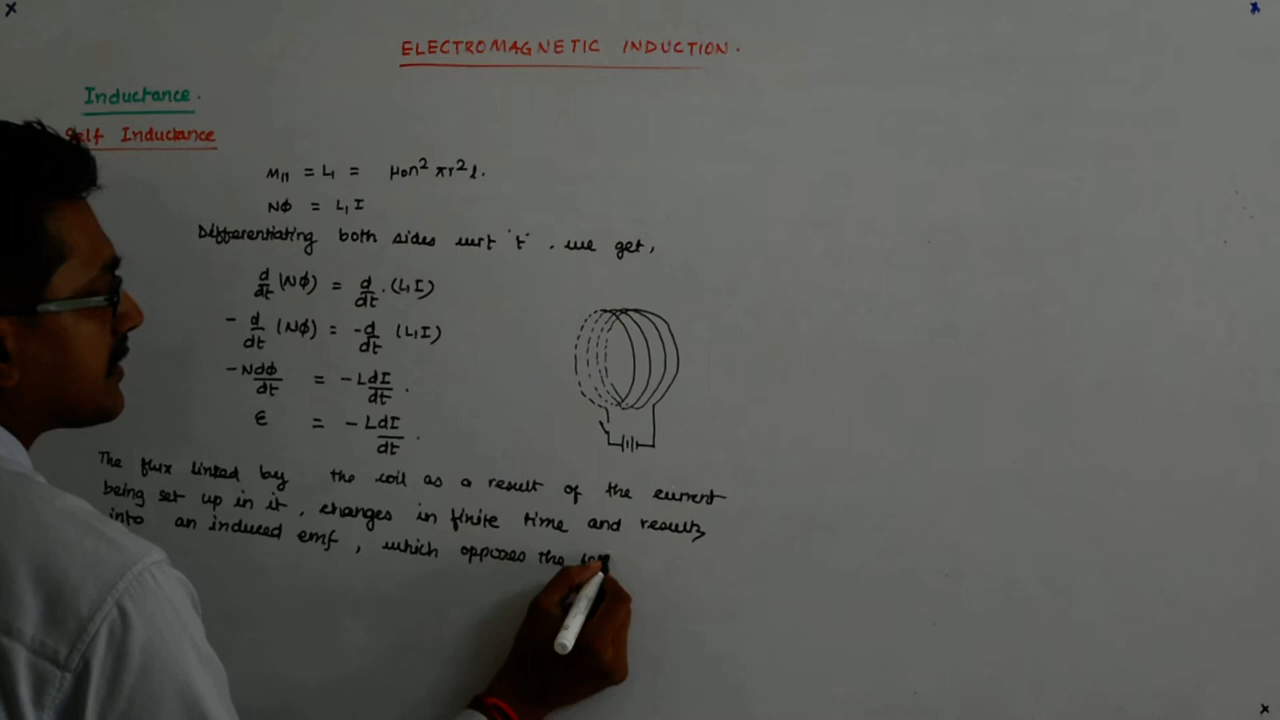 ELECTROMAGNETIC INDUCTION.
Inductance.
Self Inductance
M₁₁ = L₁ = μ₀n² πr²l.
Nϕ = L₁I
Differentiating both sides wrt 't', we get,
d/dt (Nϕ) = d/dt . (L₁I)
- d/dt (Nϕ) = - d/dt (L₁I)
- Ndϕ/dt = - LdI/dt .
ε = - LdI/dt .
The flux linked by the coil as a result of the current
being set up in it, changes in finite time and results
into an induced emf, which opposes the